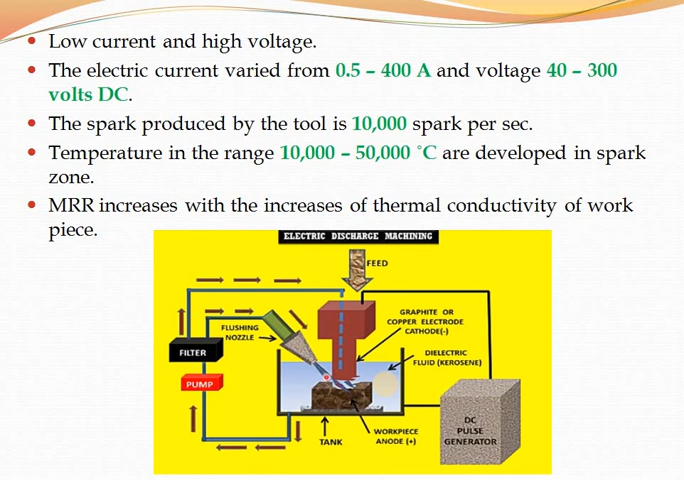 Low current and high voltage.
The electric current varied from 0.5 – 400 A and voltage 40 – 300
volts DC.
The spark produced by the tool is 10,000 spark per sec.
Temperature in the range 10,000 – 50,000 ˚C are developed in spark
zone.
MRR increases with the increases of thermal conductivity of work
piece.
ELECTRIC DISCHARGE MACHINING
FEED
GRAPHITE OR
COPPER ELECTRODE
CATHODE(-)
FLUSHING
NOZZLE
FILTER
DIELECTRIC
FLUID (KEROSENE)
PUMP
DC
PULSE
GENERATOR
WORKPIECE
ANODE (+)
TANK